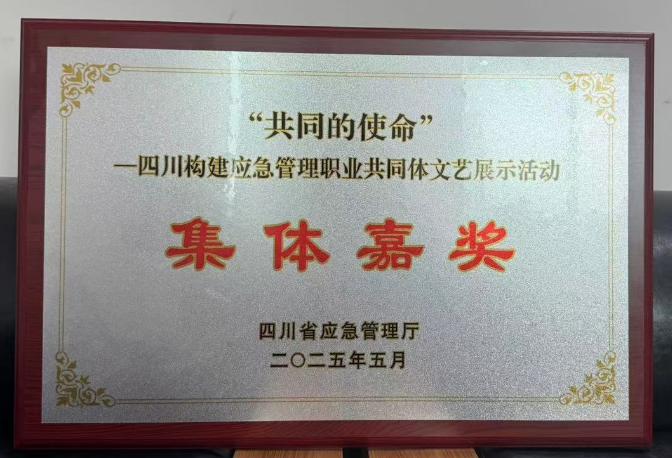 “共同的使命”
—四川构建应急管理职业共同体文艺展示活动
集体嘉奖
四川省应急管理厅
二〇二五年五月